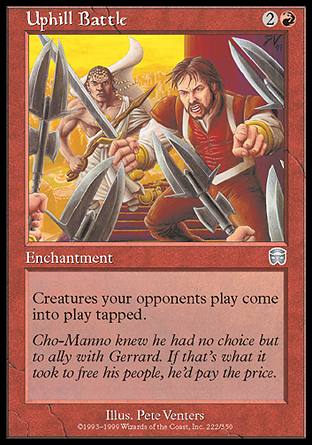 Uphill Battle 2
Enchantment
Creatures your opponents play come
into play tapped.
Cho-Manno knew he had no choice but
to ally with Gerrard. If that's what it
took to free his people, he'd pay the price.
Illus. Pete Venters
©1993–1999 Wizards of the Coast, Inc. 222/350